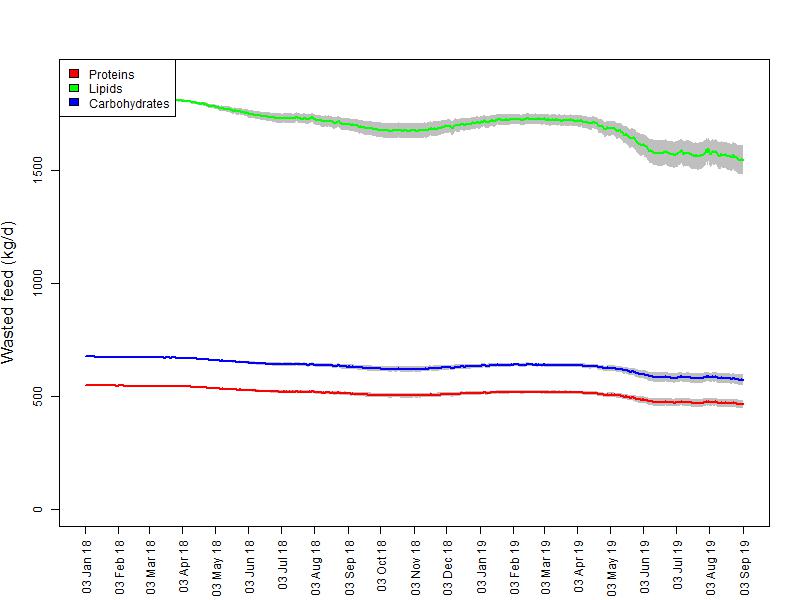 Proteins
Lipids
Carbohydrates
Wasted feed (kg/d)
1500
1000
500
0
03 Jan 18
03 Feb 18
03 Mar 18
03 Apr 18
03 May 18
03 Jun 18
03 Jul 18
03 Aug 18
03 Sep 18
03 Oct 18
03 Nov 18
03 Dec 18
03 Jan 19
03 Feb 19
03 Mar 19
03 Apr 19
03 May 19
03 Jun 19
03 Jul 19
03 Aug 19
03 Sep 19